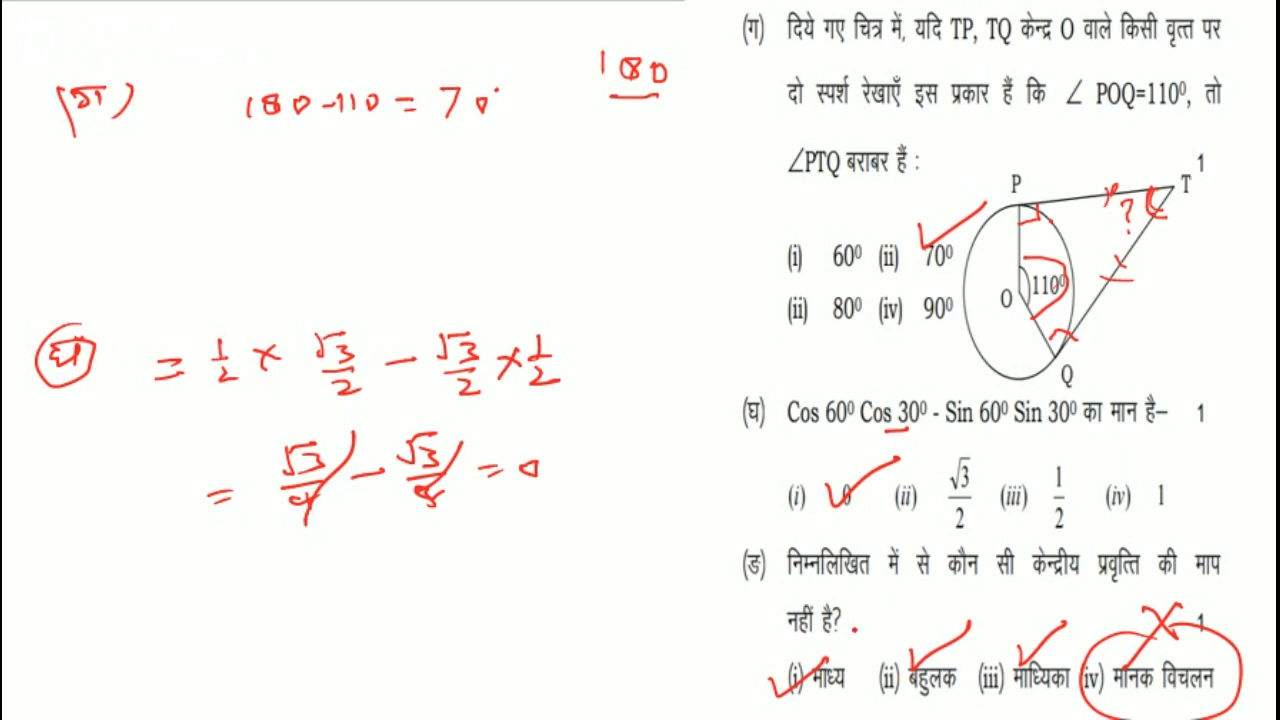 (ग) 180-110 = 70°
180
(घ) = 1/2 × √3/2 - √3/2 × 1/2
= √3/4 - √3/4 = 0
(ग) दिये गए चित्र में, यदि TP, TQ केन्द्र O वाले किसी वृत्त पर
दो स्पर्श रेखाएँ इस प्रकार हैं कि ∠ POQ=110⁰, तो
∠PTQ बराबर हैं : 1
P
T
?
110⁰
O
Q
(i) 60⁰ (ii) 70⁰
(ii) 80⁰ (iv) 90⁰
(घ) Cos 60⁰ Cos 30⁰ - Sin 60⁰ Sin 30⁰ का मान है– 1
(i) 0 (ii) √3/2 (iii) 1/2 (iv) 1
(ङ) निम्नलिखित में से कौन सी केन्द्रीय प्रवृत्ति की माप
नहीं है? 1
(i) माध्य (ii) बहुलक (iii) माध्यिका (iv) मानक विचलन